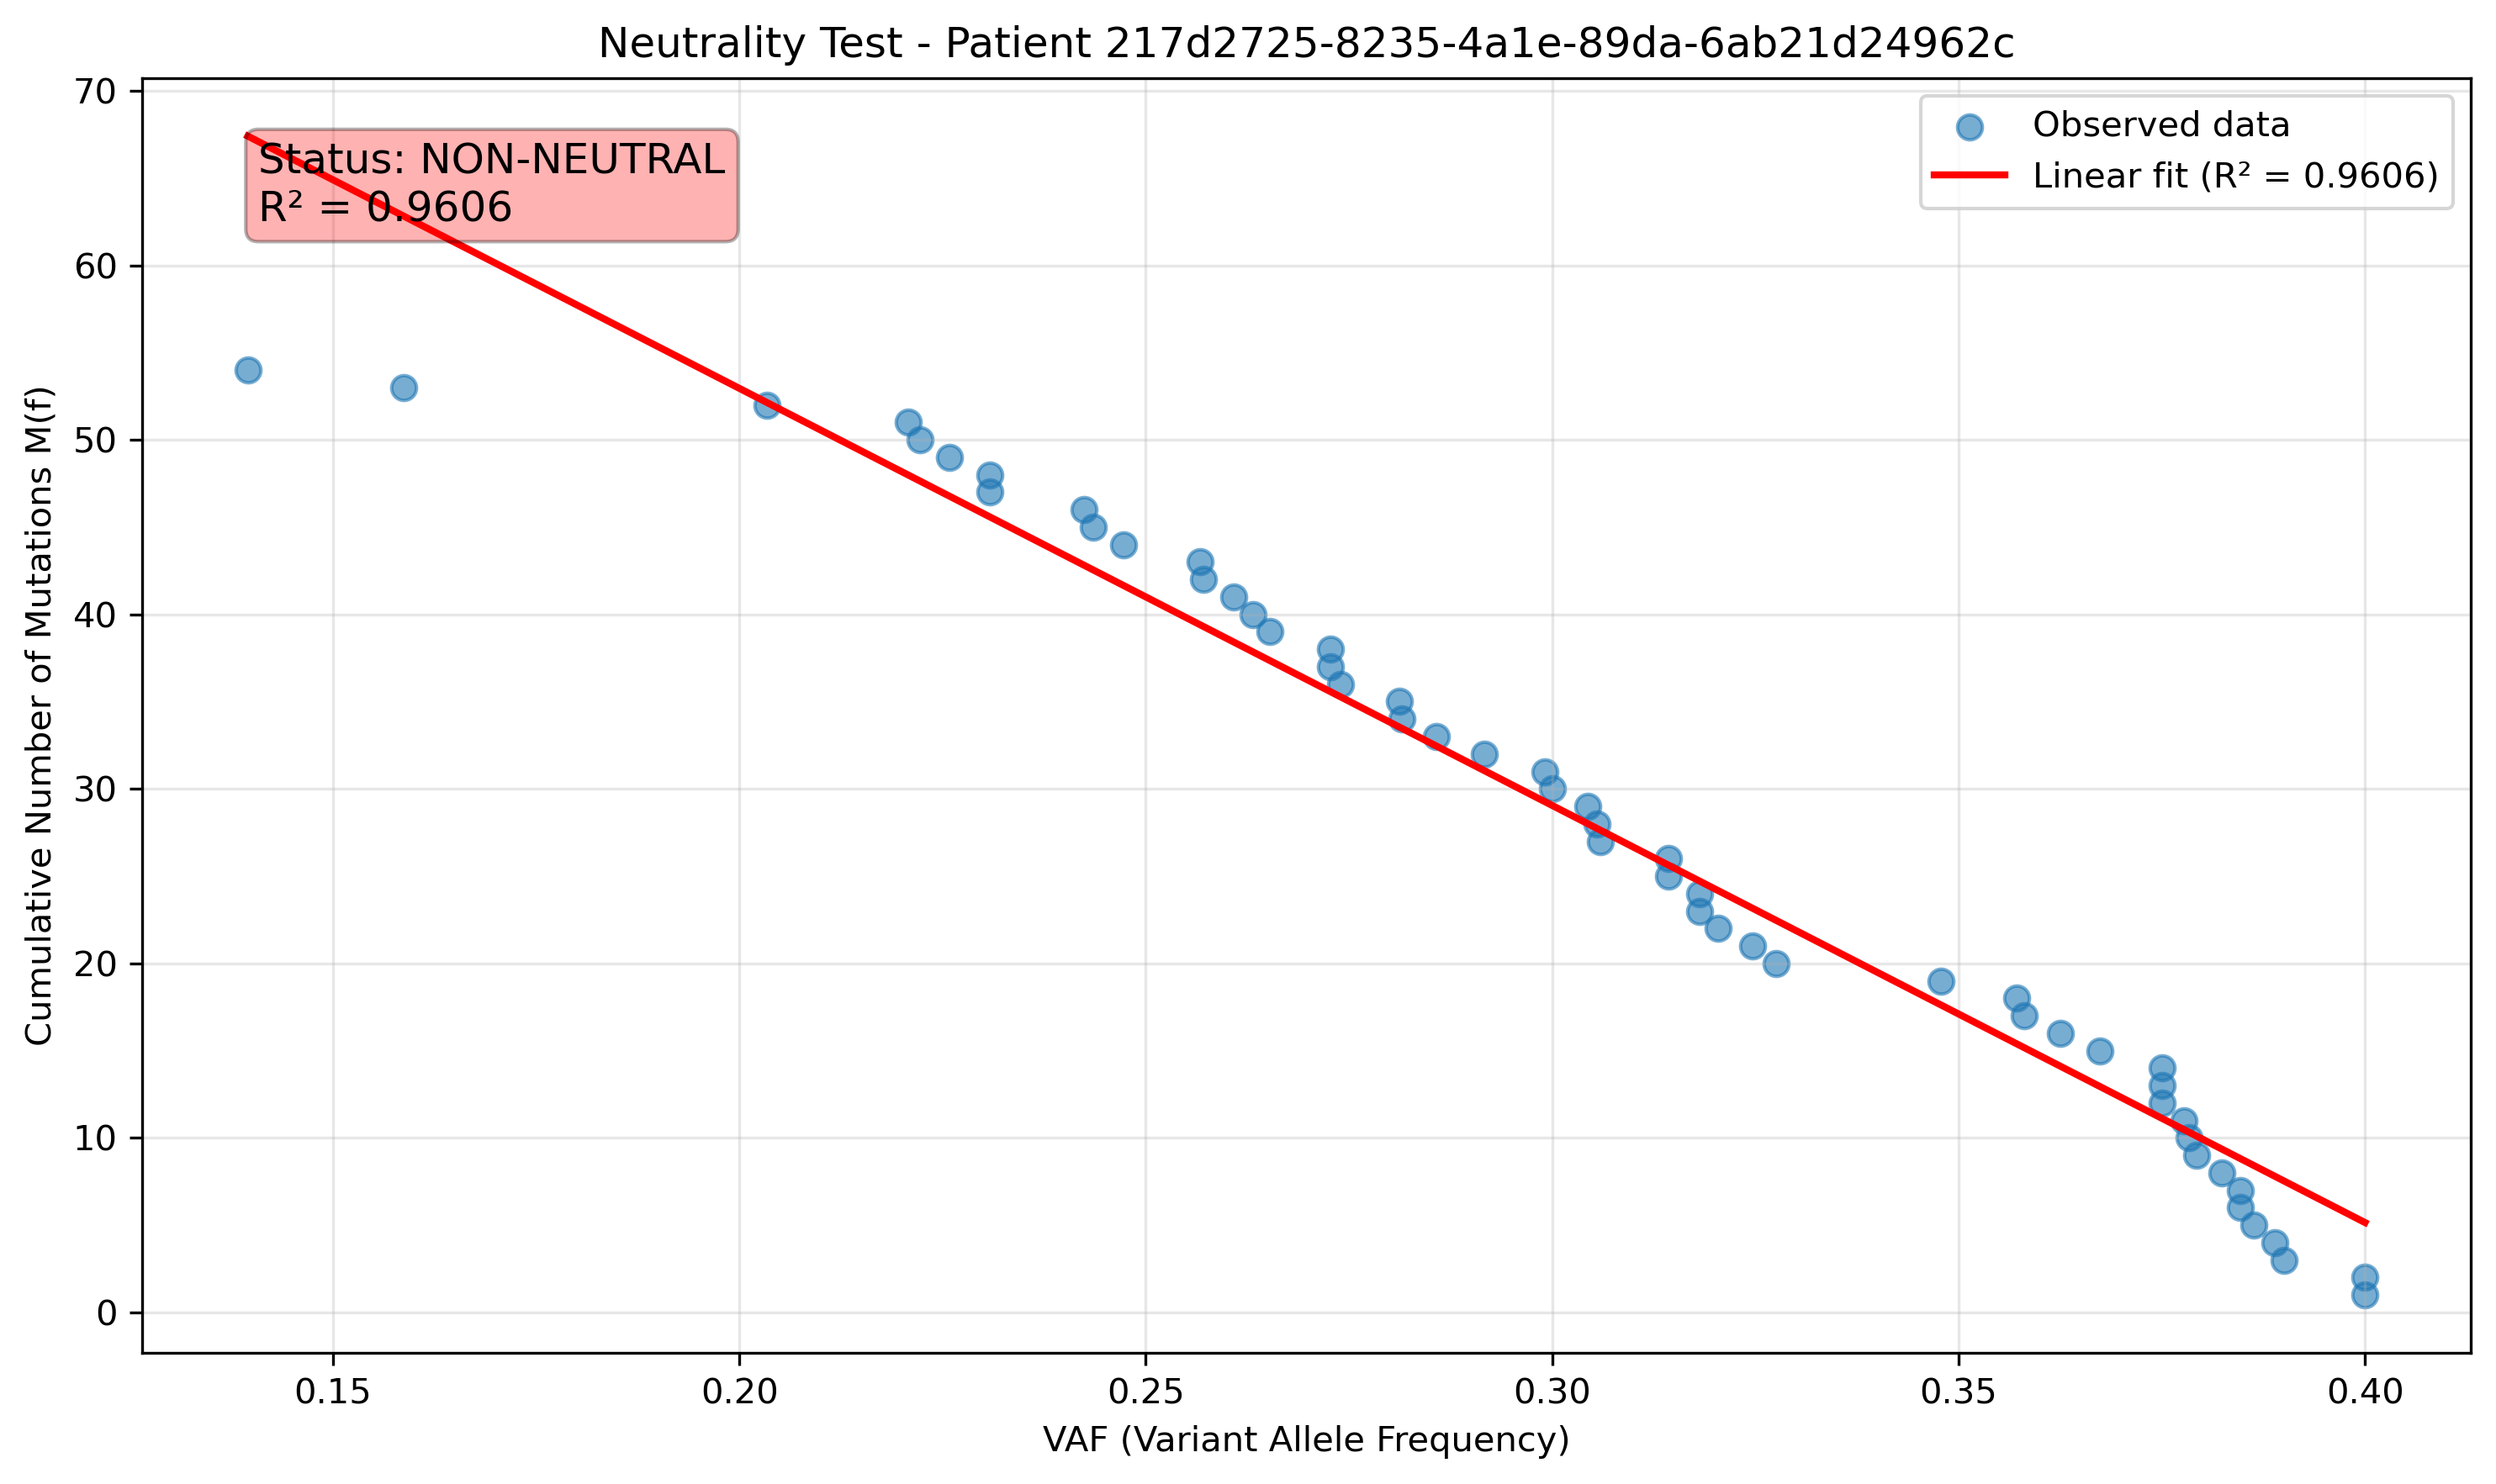 Neutrality Test - Patient 217d2725-8235-4a1e-89da-6ab21d24962c
Status: NON-NEUTRAL
R² = 0.9606
Observed data
Linear fit (R² = 0.9606)
Cumulative Number of Mutations M(f)
70
60
50
40
30
20
10
0
0.15 0.20 0.25 0.30 0.35 0.40
VAF (Variant Allele Frequency)